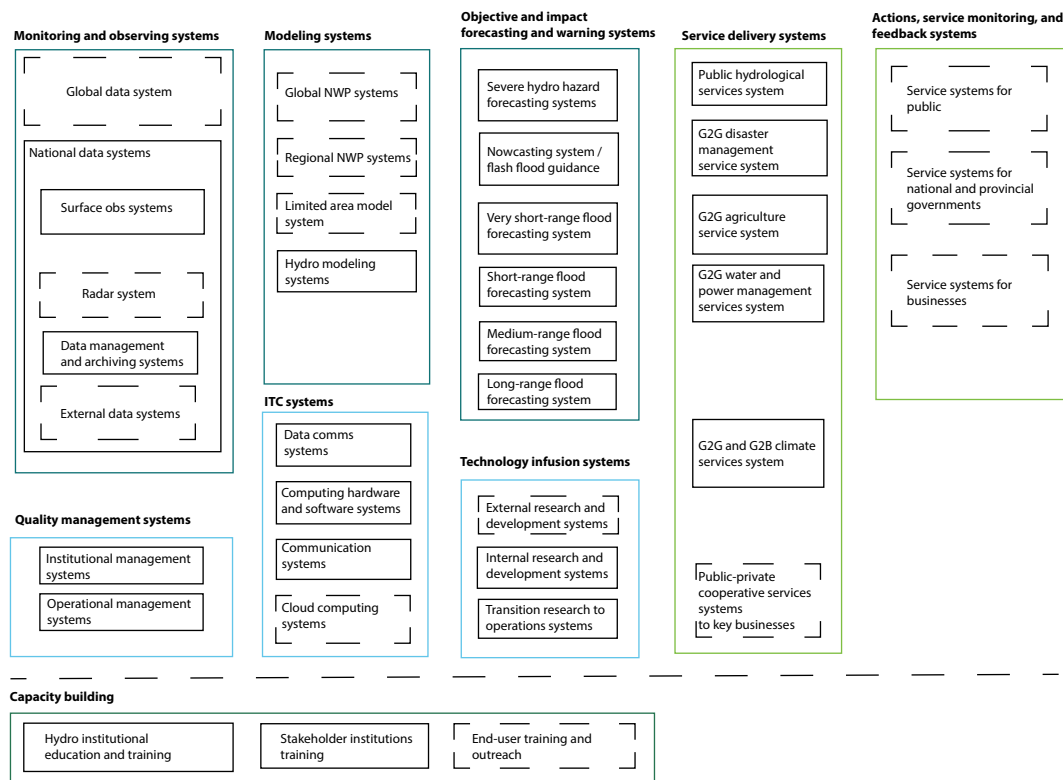 Monitoring and observing systems
Global data system
National data systems
Surface obs systems
Radar system
Data management
and archiving systems
External data systems
Quality management systems
Institutional management
systems
Operational management
systems
Modeling systems
Global NWP systems
Regional NWP systems
Limited area model
system
Hydro modeling
systems
ITC systems
Data comms
systems
Computing hardware
and software systems
Communication
systems
Cloud computing
systems
Objective and impact
forecasting and warning systems
Severe hydro hazard
forecasting systems
Nowcasting system /
flash flood guidance
Very short-range flood
forecasting system
Short-range flood
forecasting system
Medium-range flood
forecasting system
Long-range flood
forecasting system
Technology infusion systems
External research and
development systems
Internal research and
development systems
Transition research to
operations systems
Service delivery systems
Public hydrological
services system
G2G disaster
management
service system
G2G agriculture
service system
G2G water and
power management
services system
G2G and G2B climate
services system
Public-private
cooperative services
systems
to key businesses
Actions, service monitoring, and
feedback systems
Service systems for
public
Service systems for
national and provincial
governments
Service systems for
businesses
Capacity building
Hydro institutional
education and training
Stakeholder institutions
training
End-user training and
outreach